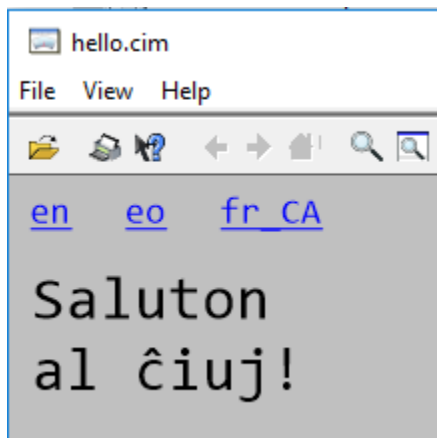 hello.cim
File View Help
en eo fr_CA
Saluton
al ĉiuj!